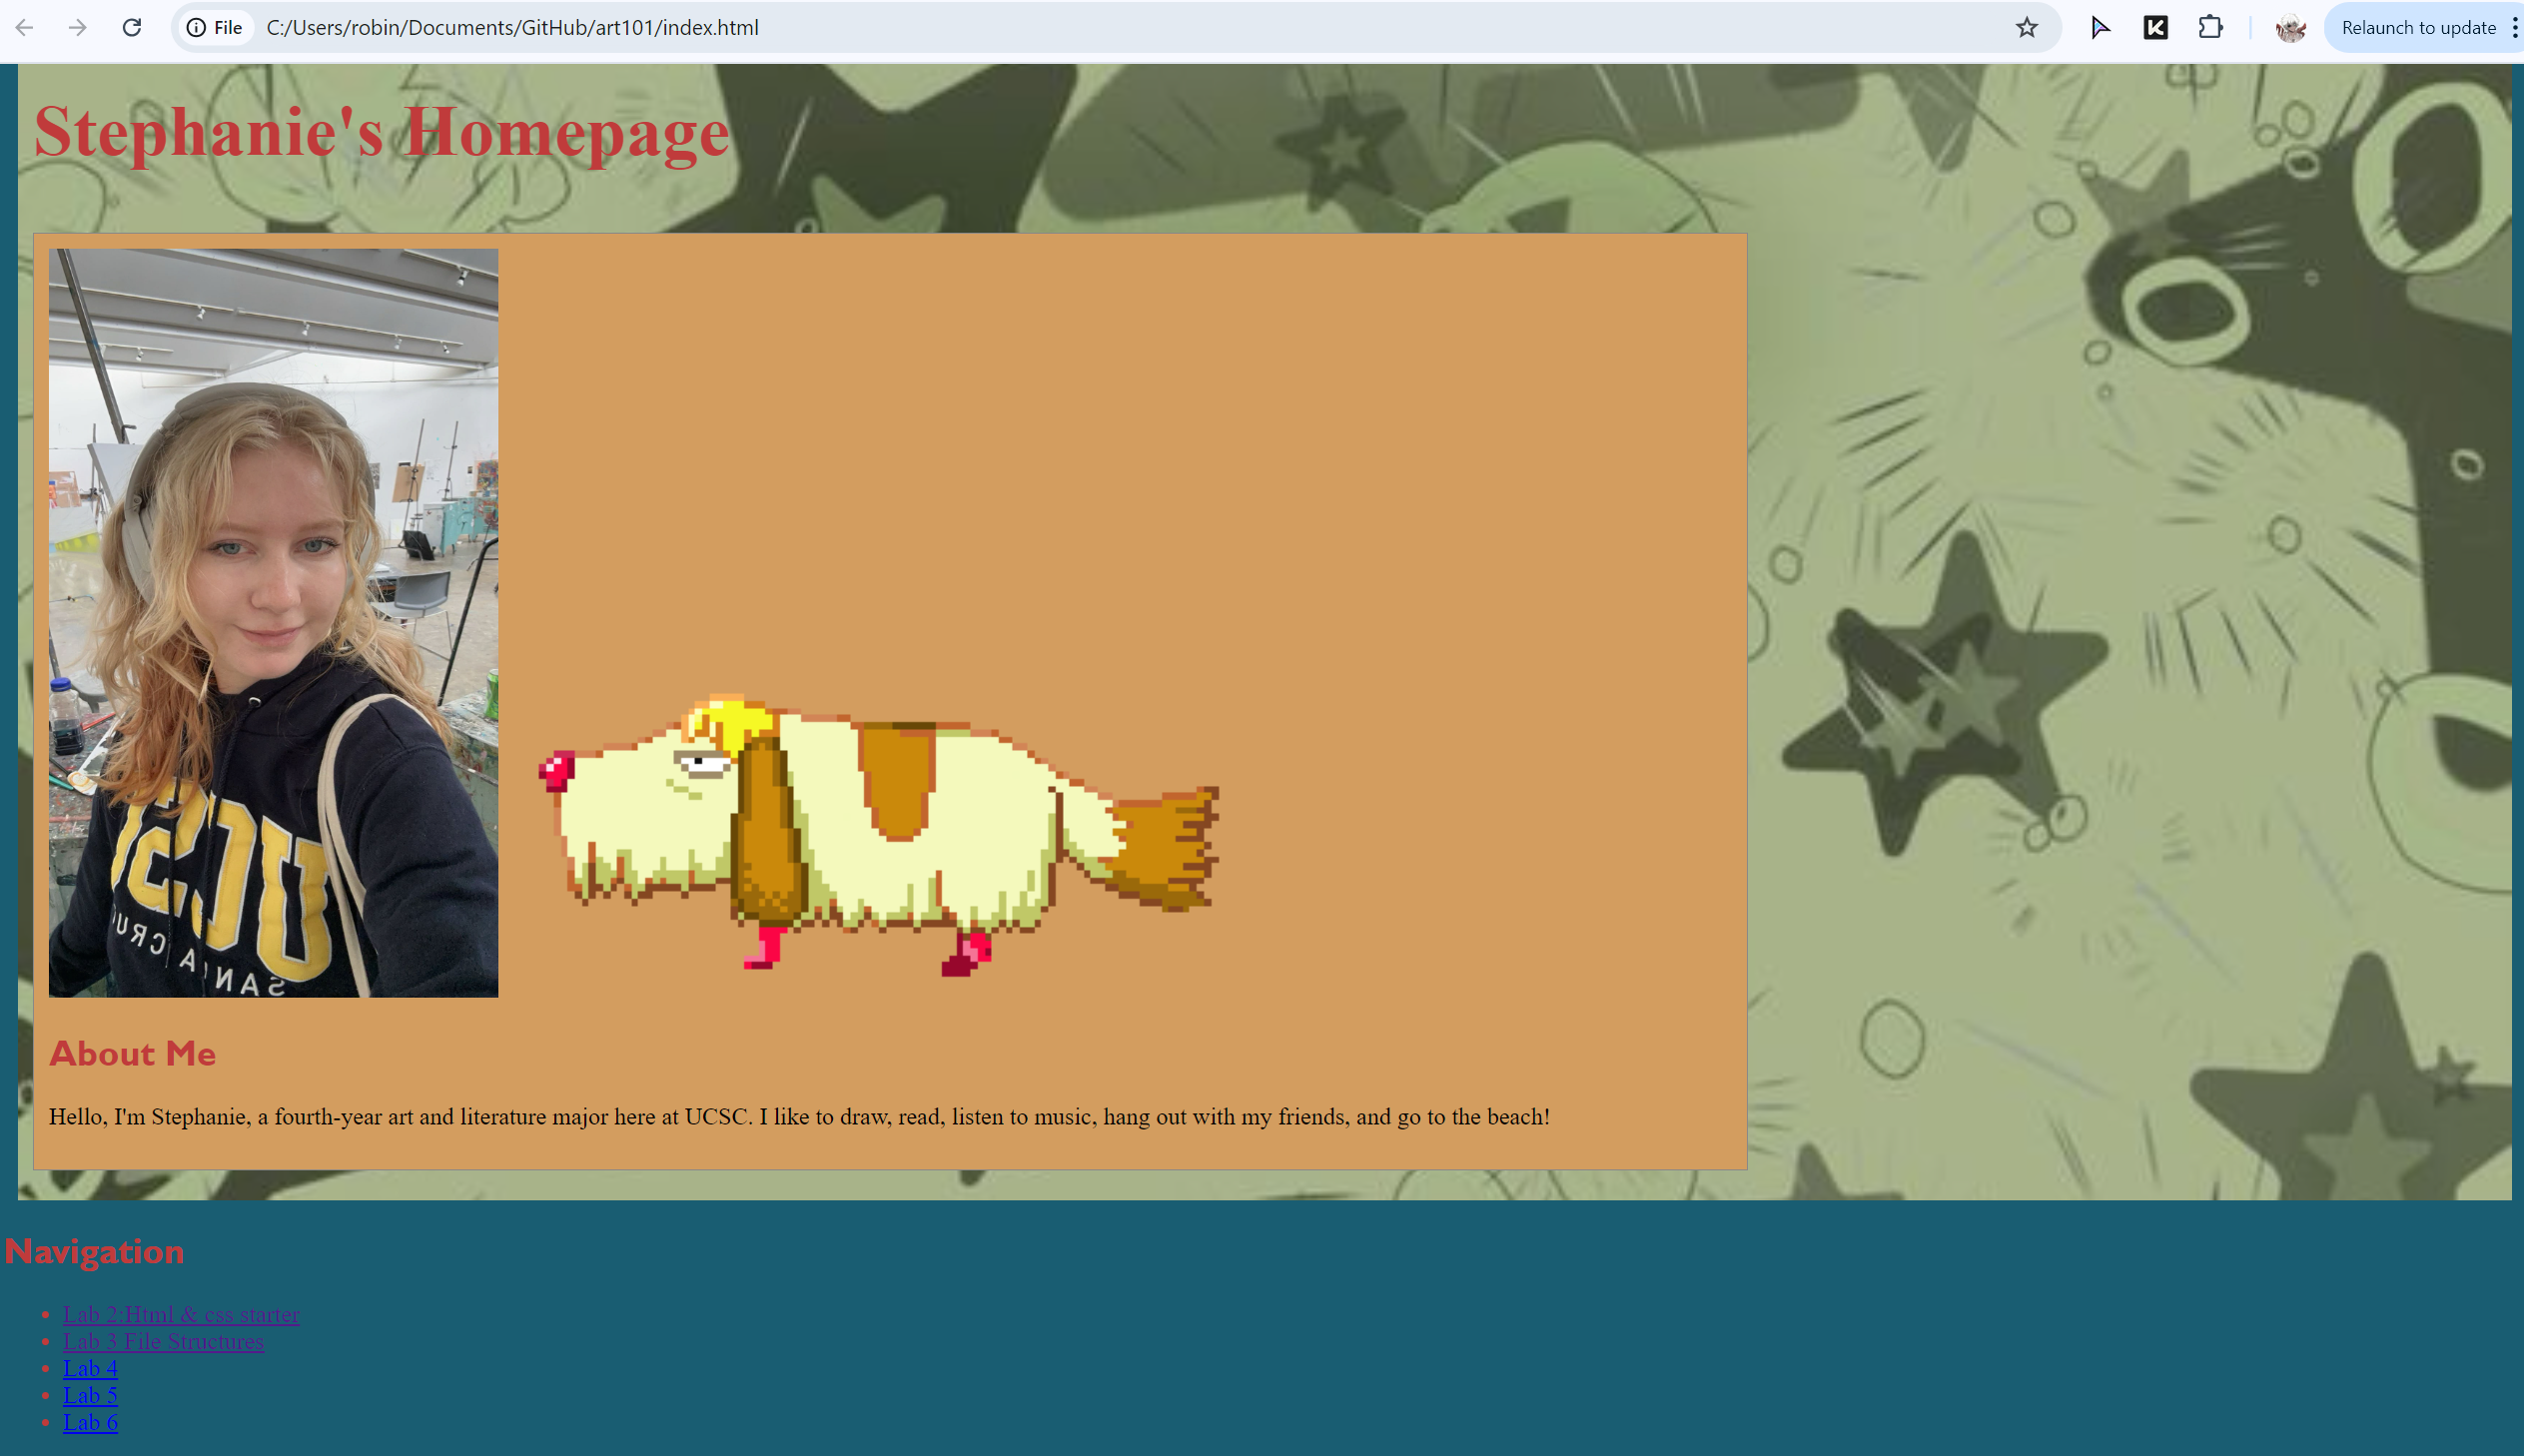 File C:/Users/robin/Documents/GitHub/art101/index.html Relaunch to update
Stephanie's Homepage
UCSC
SANTA CRUZ
About Me
Hello, I'm Stephanie, a fourth-year art and literature major here at UCSC. I like to draw, read, listen to music, hang out with my friends, and go to the beach!
Navigation
Lab 2:Html & css starter
Lab 3 File Structures
Lab 4
Lab 5
Lab 6